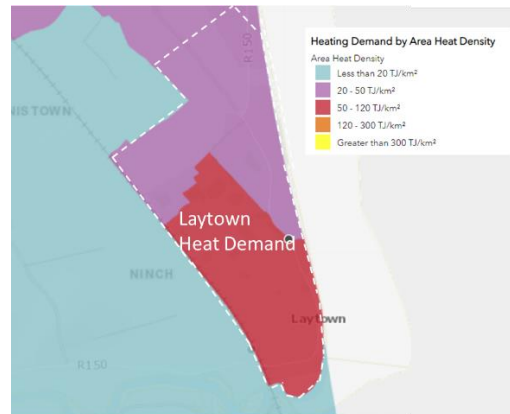 R150
Heating Demand by Area Heat Density
Area Heat Density
Less than 20 TJ/km²
20 - 50 TJ/km²
50 - 120 TJ/km²
120 - 300 TJ/km²
Greater than 300 TJ/km²
NISTOWN
Laytown
Heat Demand
NINCH
Laytown
R150